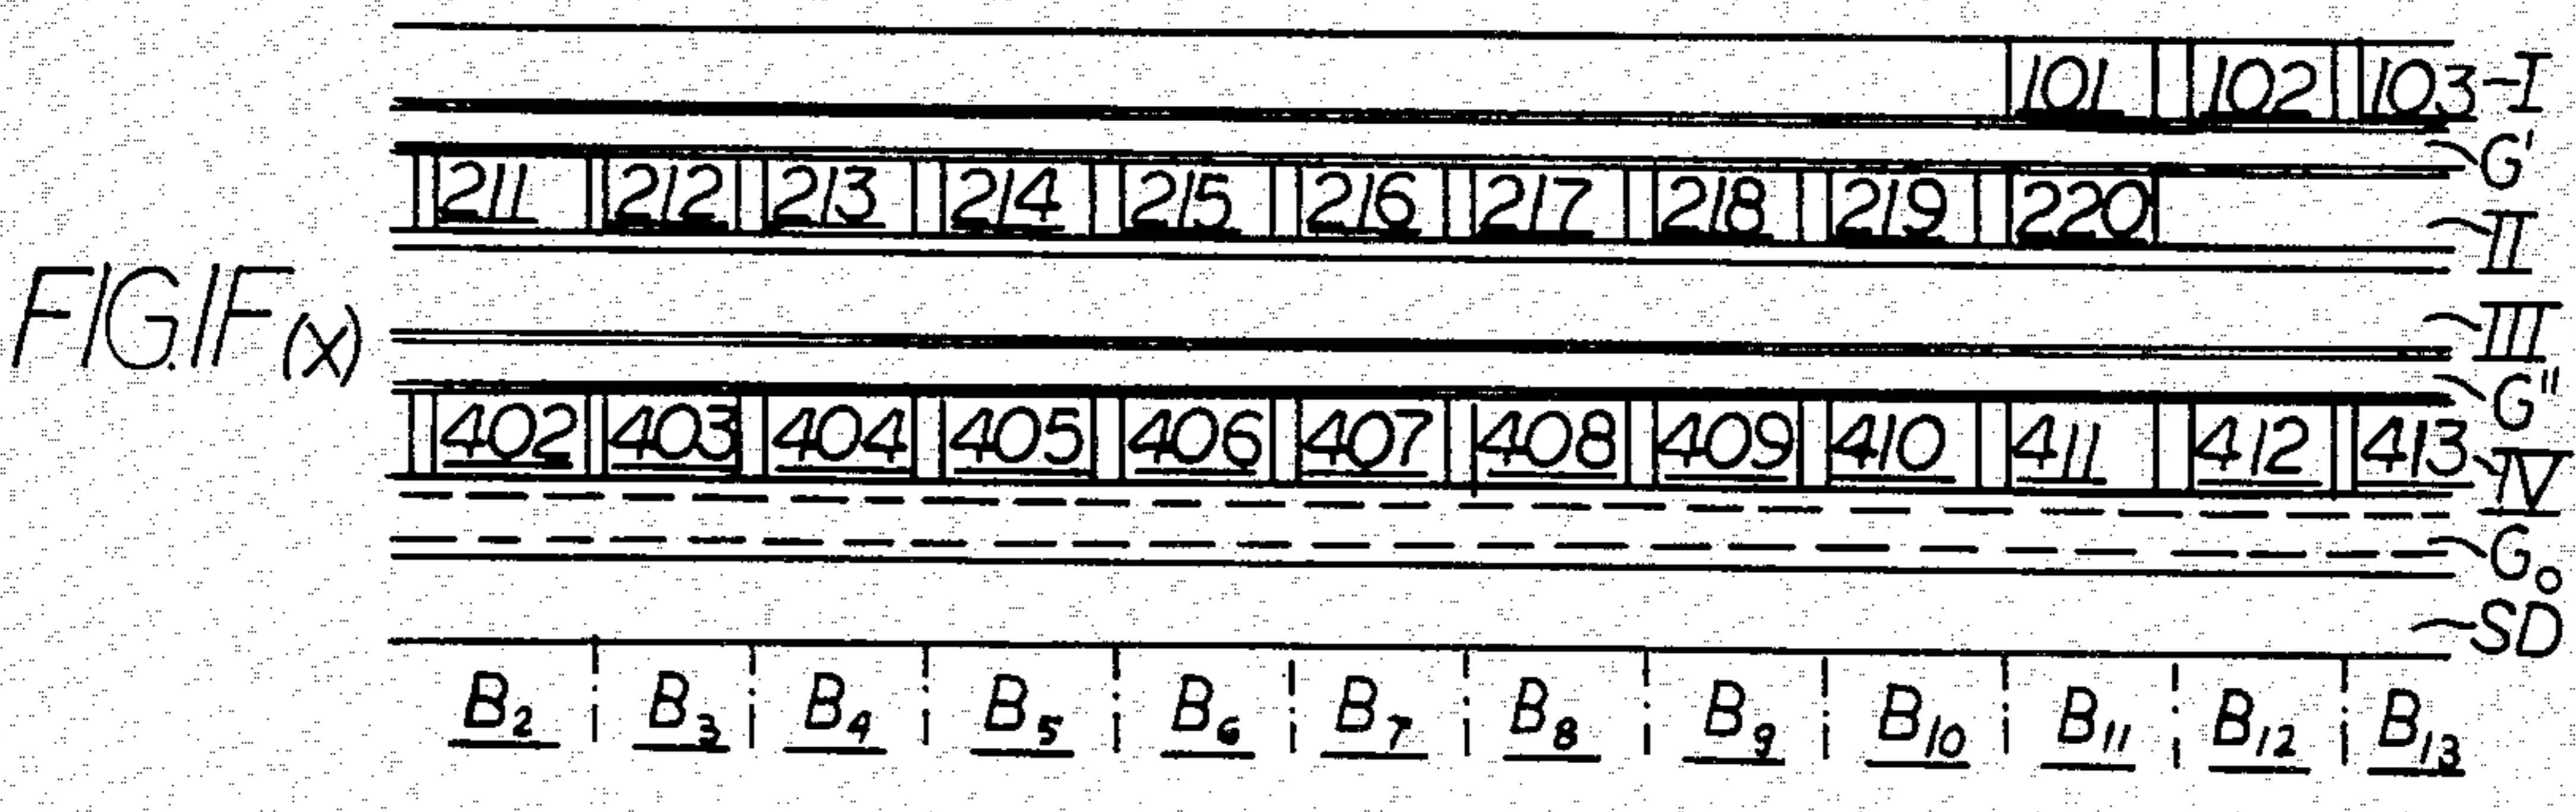 101 102 103 I
G'
211 212 213 214 215 216 217 218 219 220 II
FIG.1F(X)
III
G"
402 403 404 405 406 407 408 409 410 411 412 413 IV
G₀
SD
B₂ B₃ B₄ B₅ B₆ B₇ B₈ B₉ B₁₀ B₁₁ B₁₂ B₁₃